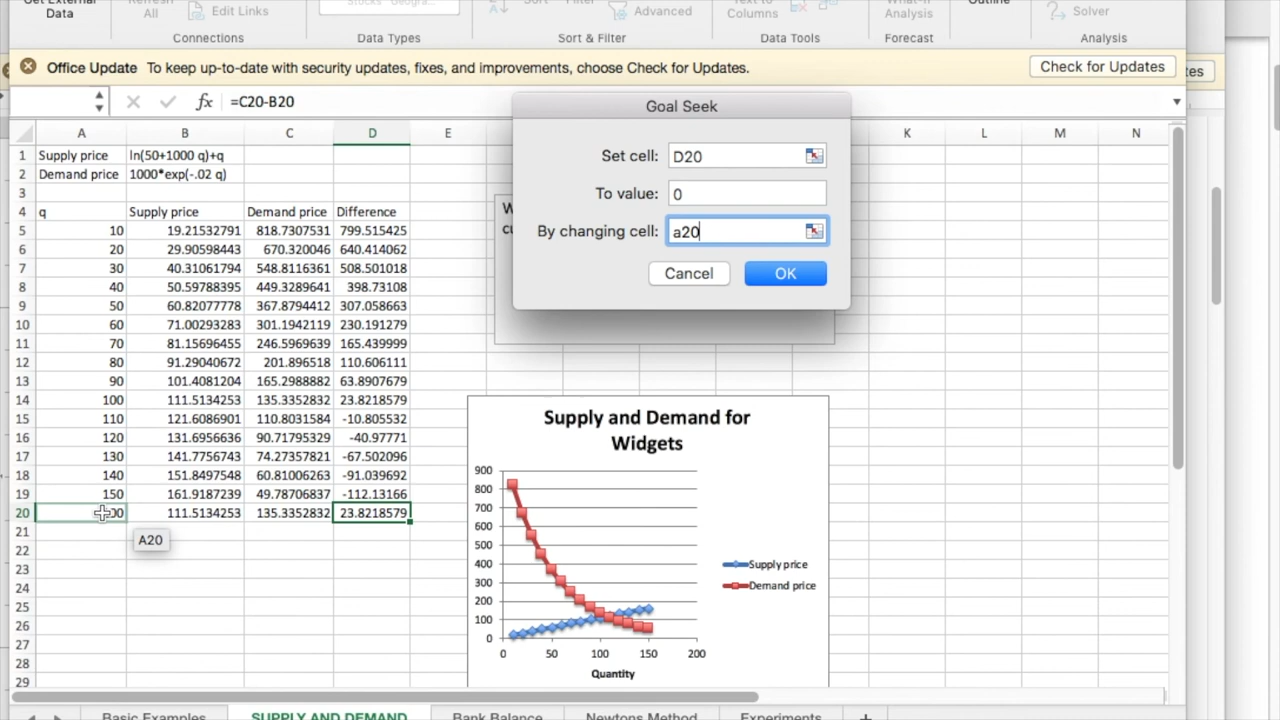 Get External Refresh
Data All Edit Links Stocks Geogra... Sort Filter Advanced Text to Columns What-If Analysis Outline Solver
Connections Data Types Sort & Filter Data Tools Forecast Analysis
Office Update To keep up-to-date with security updates, fixes, and improvements, choose Check for Updates. Check for Updates tes
fx =C20-B20
Goal Seek
Set cell: D20
To value: 0
By changing cell: a20
Cancel OK
A B C D E K L M N
1 Supply price ln(50+1000 q)+q
2 Demand price 1000*exp(-.02 q)
3
4 q Supply price Demand price Difference
5 10 19.21532791 818.7307531 799.515425
6 20 29.90598443 670.320046 640.414062
7 30 40.31061794 548.8116361 508.501018
8 40 50.59788395 449.3289641 398.73108
9 50 60.82077778 367.8794412 307.058663
10 60 71.00293283 301.1942119 230.191279
11 70 81.15696455 246.5969639 165.439999
12 80 91.29040672 201.896518 110.606111
13 90 101.4081204 165.2988882 63.8907679
14 100 111.5134253 135.3352832 23.8218579
15 110 121.6086901 110.8031584 -10.805532
16 120 131.6956636 90.71795329 -40.97771
17 130 141.7756743 74.27357821 -67.502096
18 140 151.8497548 60.81006263 -91.039692
19 150 161.9187239 49.78706837 -112.13166
20 00 111.5134253 135.3352832 23.8218579
21
22
23
24
25
26
27
28
29
A20
Supply and Demand for
Widgets
900
800
700
600
500
400
300
200
100
0
0 50 100 150 200
Quantity
Supply price
Demand price
Basic Examples SUPPLY AND DEMAND Bank Balance Newtons Method Experiments +